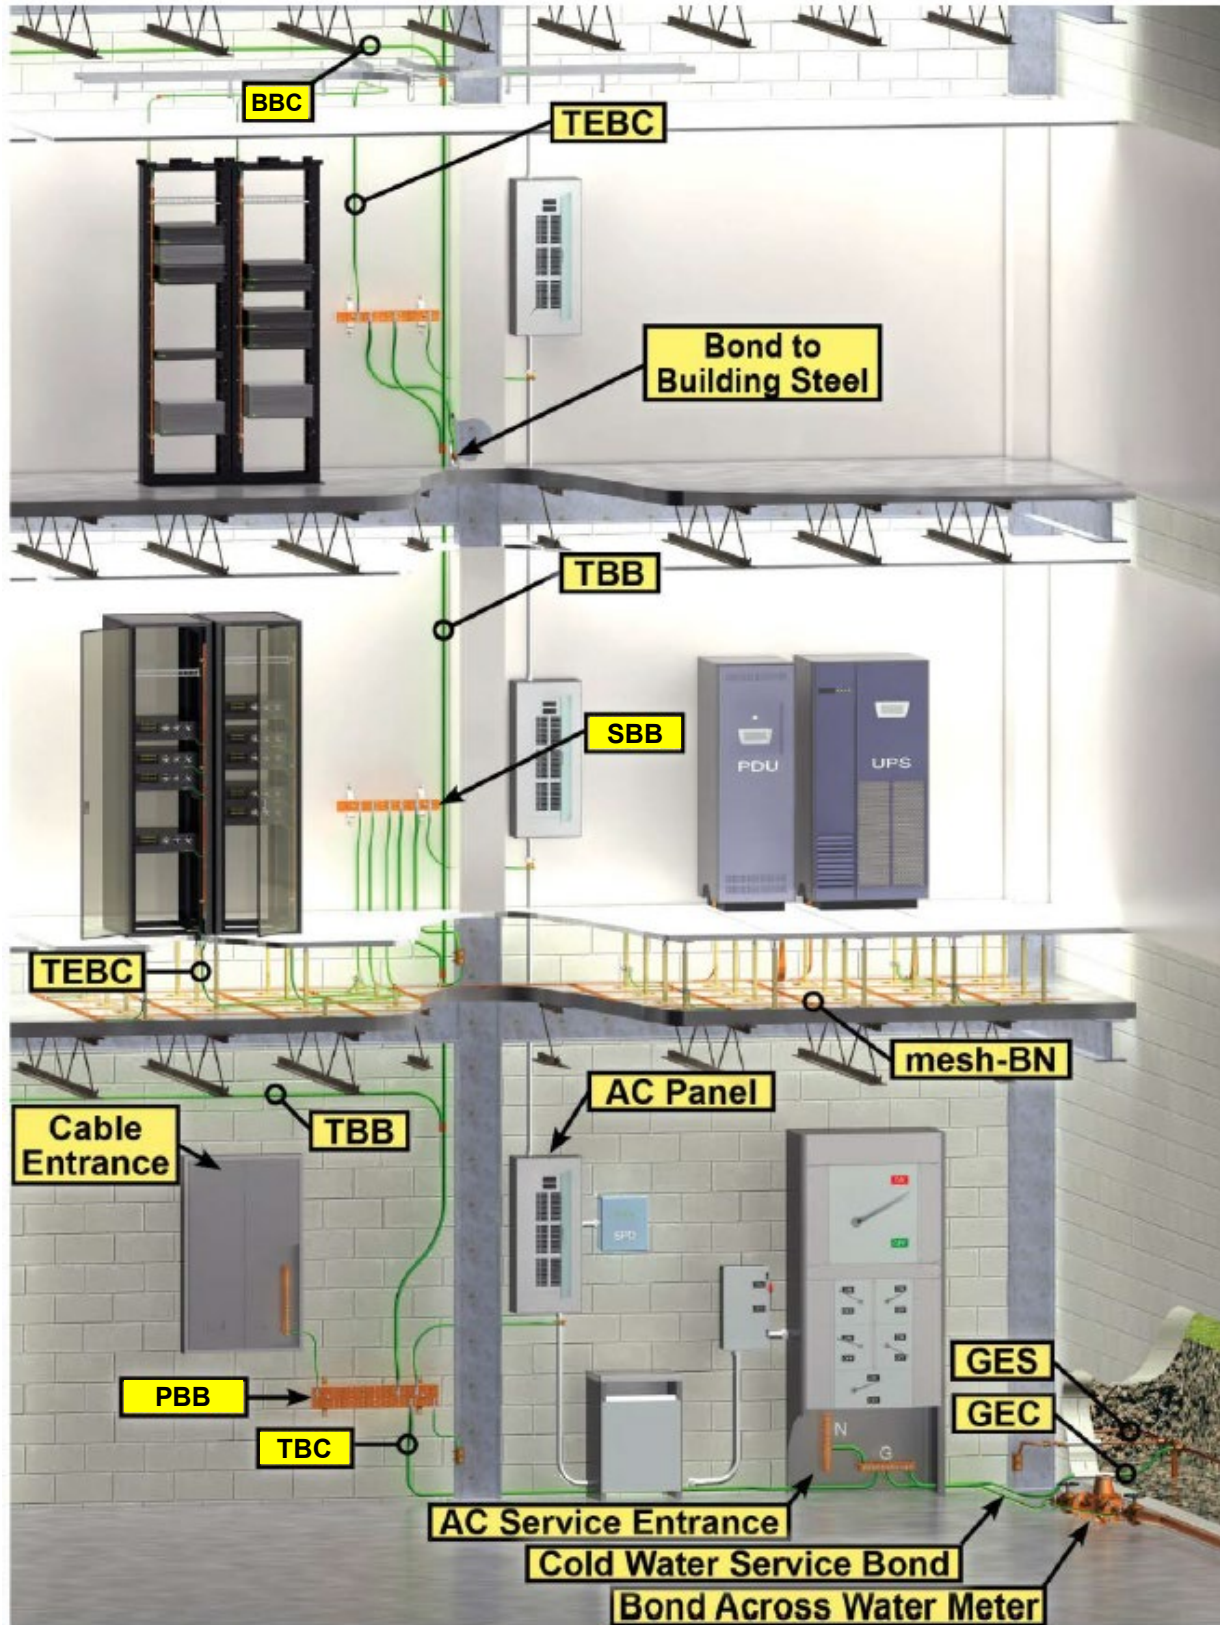 BBC
TEBC
Bond to
Building Steel
TBB
SBB
PDU
UPS
TEBC
mesh-BN
AC Panel
TBB
Cable
Entrance
SPD
PBB
TBC
N
G
GES
GEC
AC Service Entrance
Cold Water Service Bond
Bond Across Water Meter